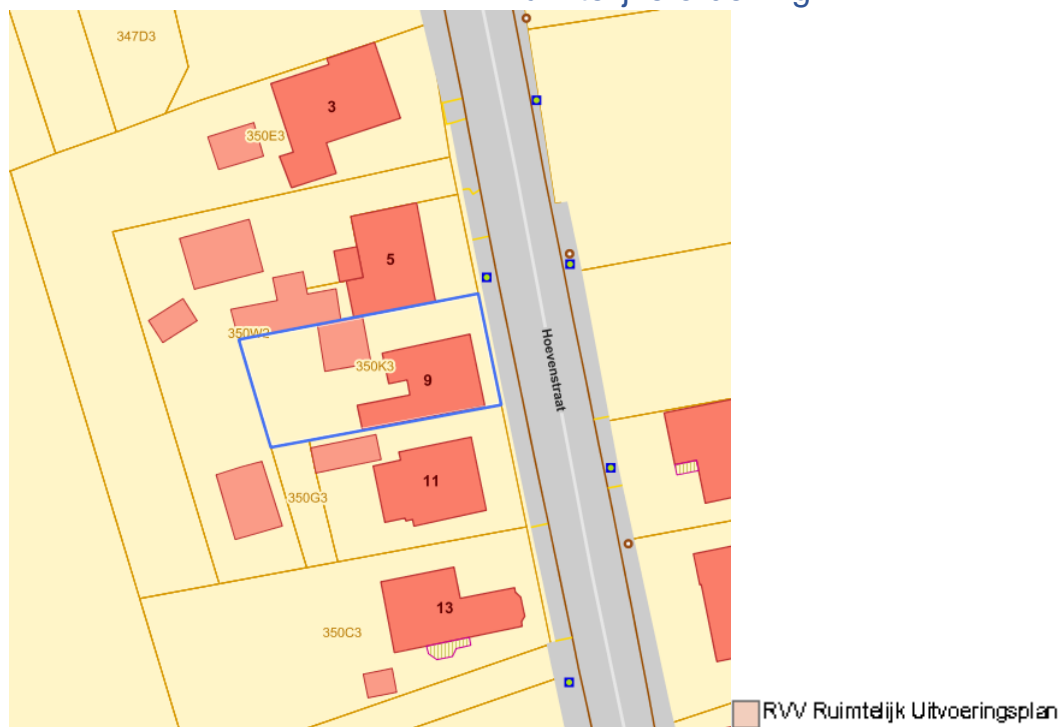 347D3
3
350E3
5
350W2
350K3
9
Hoevenstraat
11
350G3
13
350C3
RVV Ruimtelijk Uitvoeringsplan